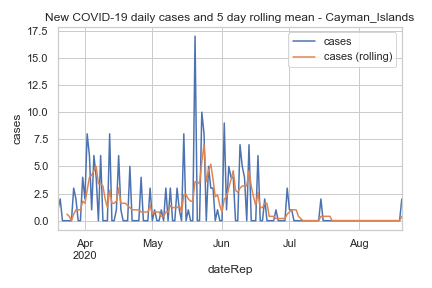 New COVID-19 daily cases and 5 day rolling mean - Cayman_Islands
17.5
15.0
12.5
10.0
7.5
5.0
2.5
0.0
cases
cases
cases (rolling)
Apr
2020
May
Jun
Jul
Aug
dateRep